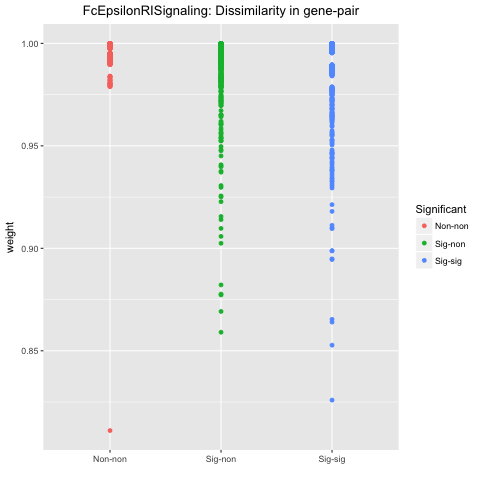 FcEpsilonRISignaling: Dissimilarity in gene-pair
1.00
0.95
0.90
0.85
weight
Non-non
Sig-non
Sig-sig
Significant
Non-non
Sig-non
Sig-sig